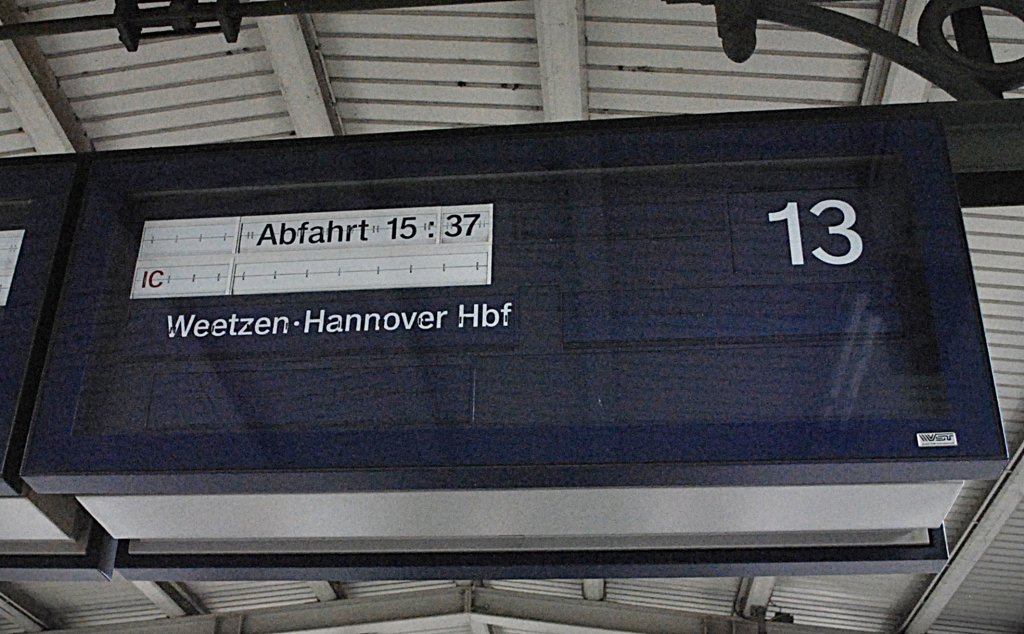 Abfahrt 15 : 37
13
IC
Weetzen·Hannover Hbf